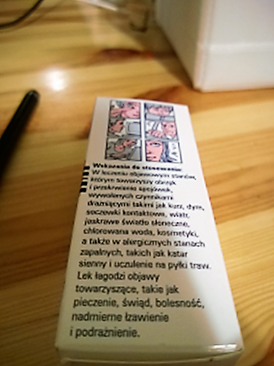 Wskazania do stosowania:
W leczeniu objawowym stanów,
którym towarzyszy obrzęk
i przekrwienie spojówek,
wywołanych czynnikami
drażniącymi takimi jak kurz, dym,
soczewki kontaktowe, wiatr,
jaskrawe światło słoneczne,
chlorowana woda, kosmetyki,
a także w alergicznych stanach
zapalnych, takich jak katar
sienny i uczulenie na pyłki traw.
Lek łagodzi objawy
towarzyszące, takie jak
pieczenie, świąd, bolesność,
nadmierne łzawienie
i podrażnienie.